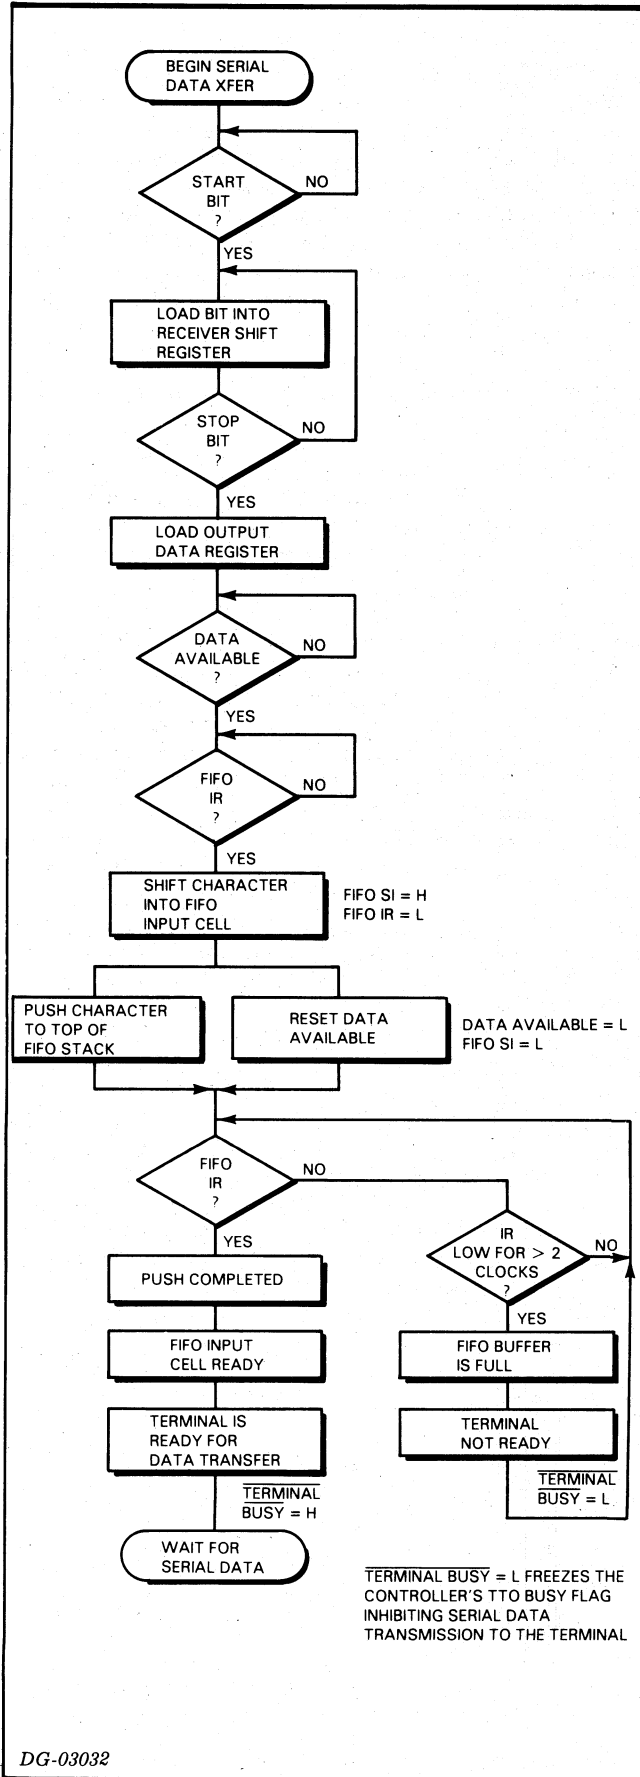 BEGIN SERIAL
DATA XFER
START
BIT
?
NO
YES
LOAD BIT INTO
RECEIVER SHIFT
REGISTER
STOP
BIT
?
NO
YES
LOAD OUTPUT
DATA REGISTER
DATA
AVAILABLE
?
NO
YES
FIFO
IR
?
NO
YES
SHIFT CHARACTER
INTO FIFO
INPUT CELL
FIFO SI = H
FIFO IR = L
PUSH CHARACTER
TO TOP OF
FIFO STACK
RESET DATA
AVAILABLE
DATA AVAILABLE = L
FIFO SI = L
FIFO
IR
?
NO
YES
IR
LOW FOR > 2
CLOCKS
?
NO
YES
PUSH COMPLETED
FIFO INPUT
CELL READY
TERMINAL IS
READY FOR
DATA TRANSFER
FIFO BUFFER
IS FULL
TERMINAL
NOT READY
TERMINAL
BUSY = H
TERMINAL
BUSY = L
WAIT FOR
SERIAL DATA
TERMINAL BUSY = L FREEZES THE
CONTROLLER'S TTO BUSY FLAG
INHIBITING SERIAL DATA
TRANSMISSION TO THE TERMINAL
DG-03032